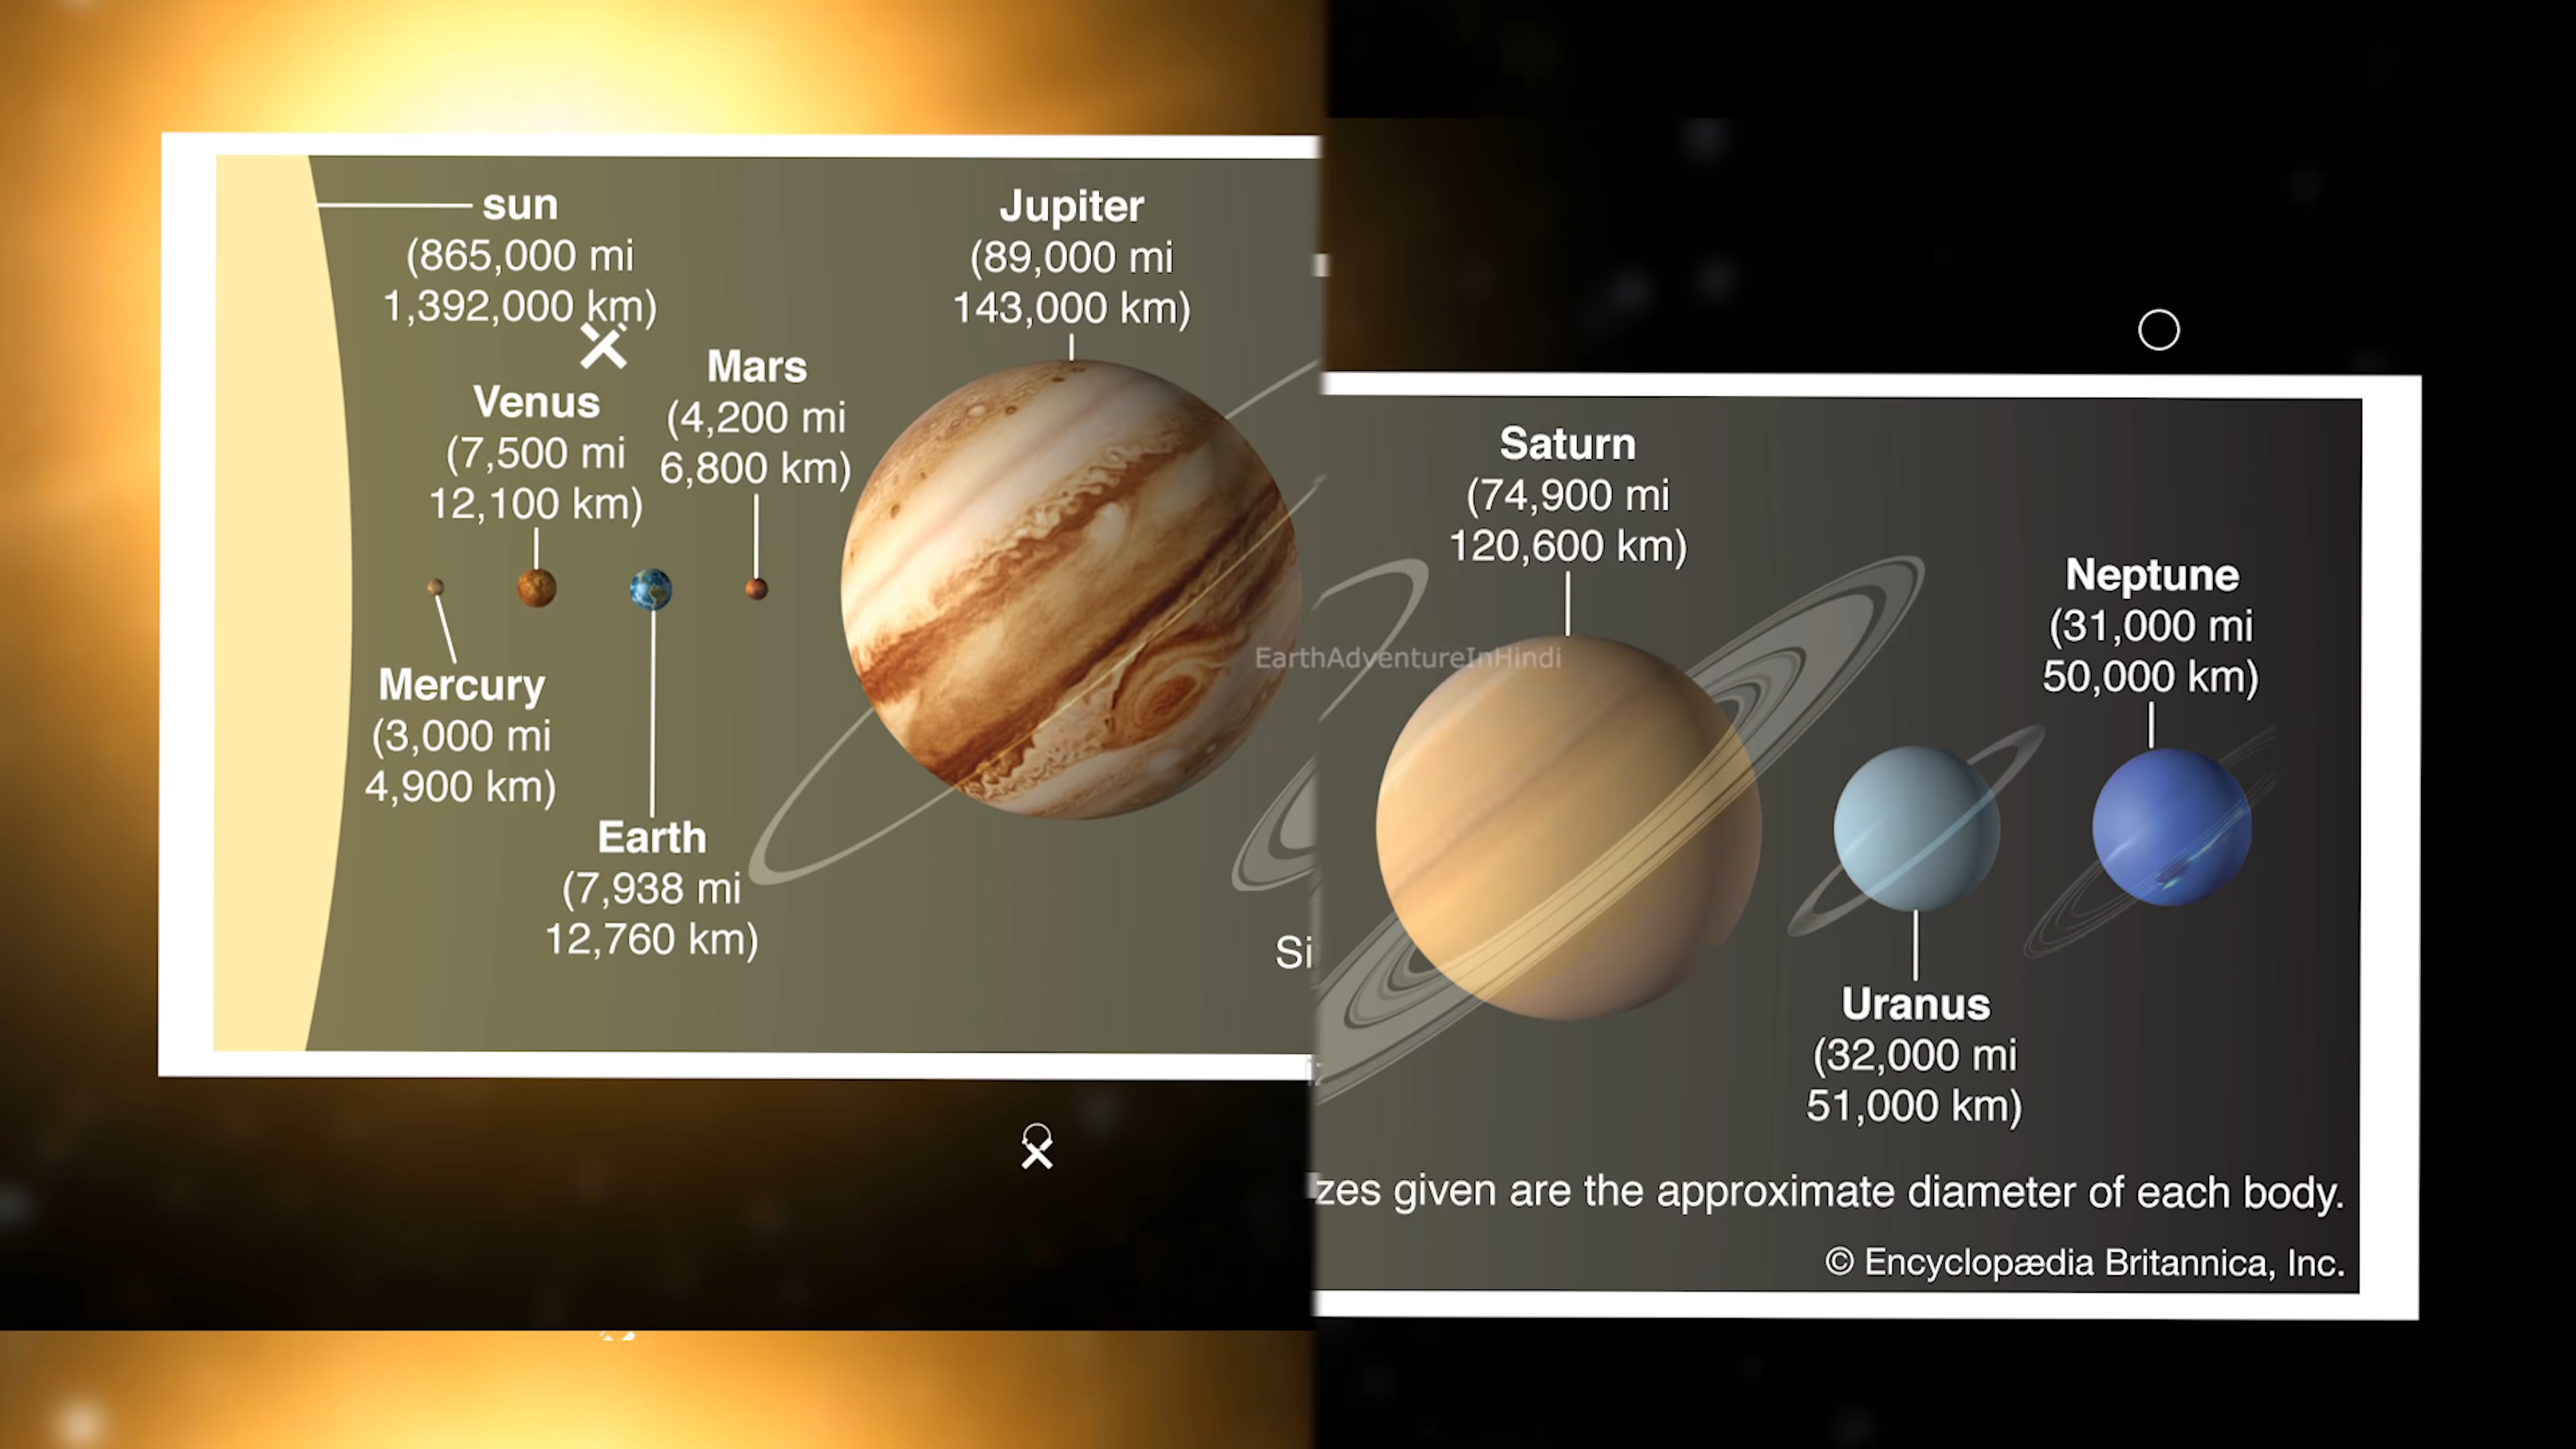 sun
(865,000 mi
1,392,000 km)
Venus
(7,500 mi
12,100 km)
Mars
(4,200 mi
6,800 km)
Jupiter
(89,000 mi
143,000 km)
Mercury
(3,000 mi
4,900 km)
Earth
(7,938 mi
12,760 km)
Si
EarthAdventureInHindi
Saturn
(74,900 mi
120,600 km)
Neptune
(31,000 mi
50,000 km)
Uranus
(32,000 mi
51,000 km)
zes given are the approximate diameter of each body.
© Encyclopædia Britannica, Inc.